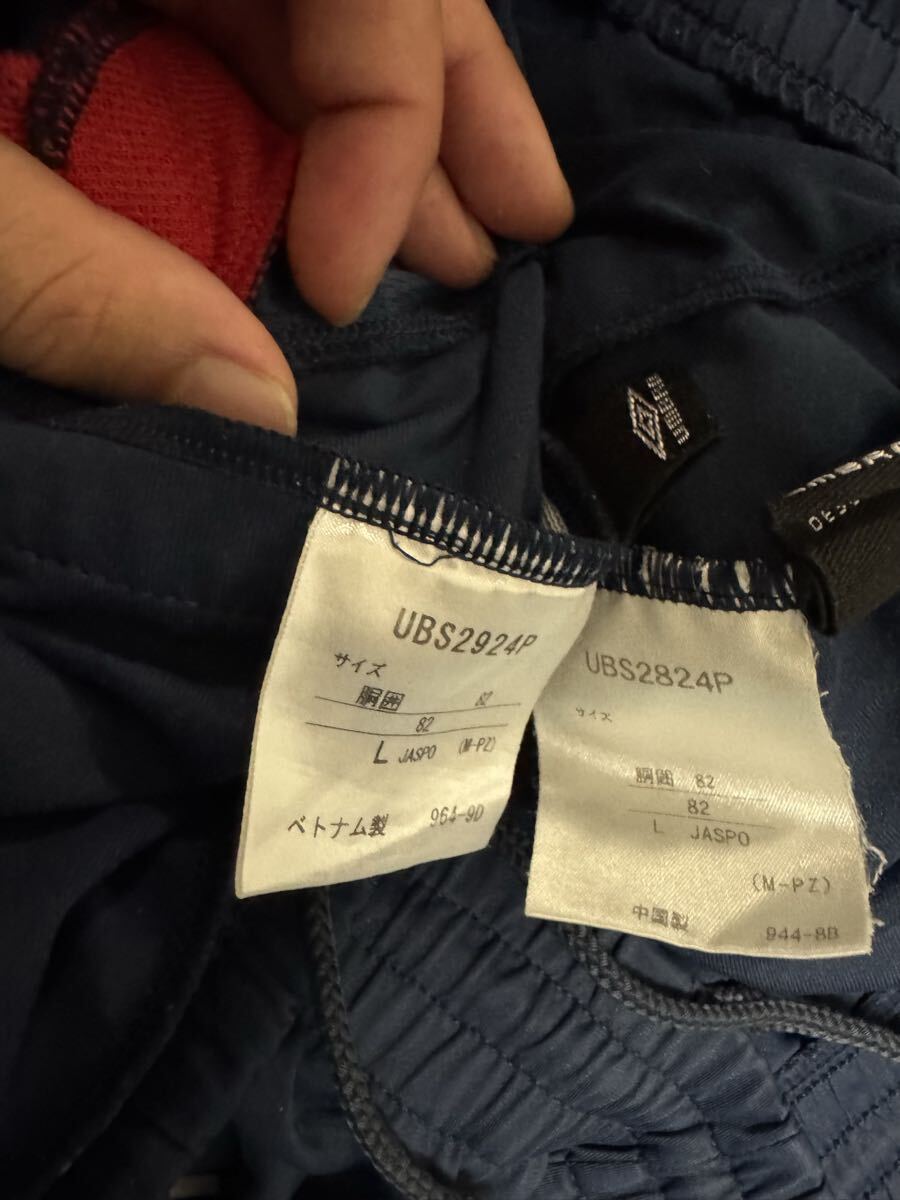 UBS2924P
サイズ
胴囲 82
82
L JASPO (M-PZ)
ベトナム製 964-9D
UBS2824P
サイズ
胴囲 82
82
L JASPO
(M-PZ)
中国製 944-8B